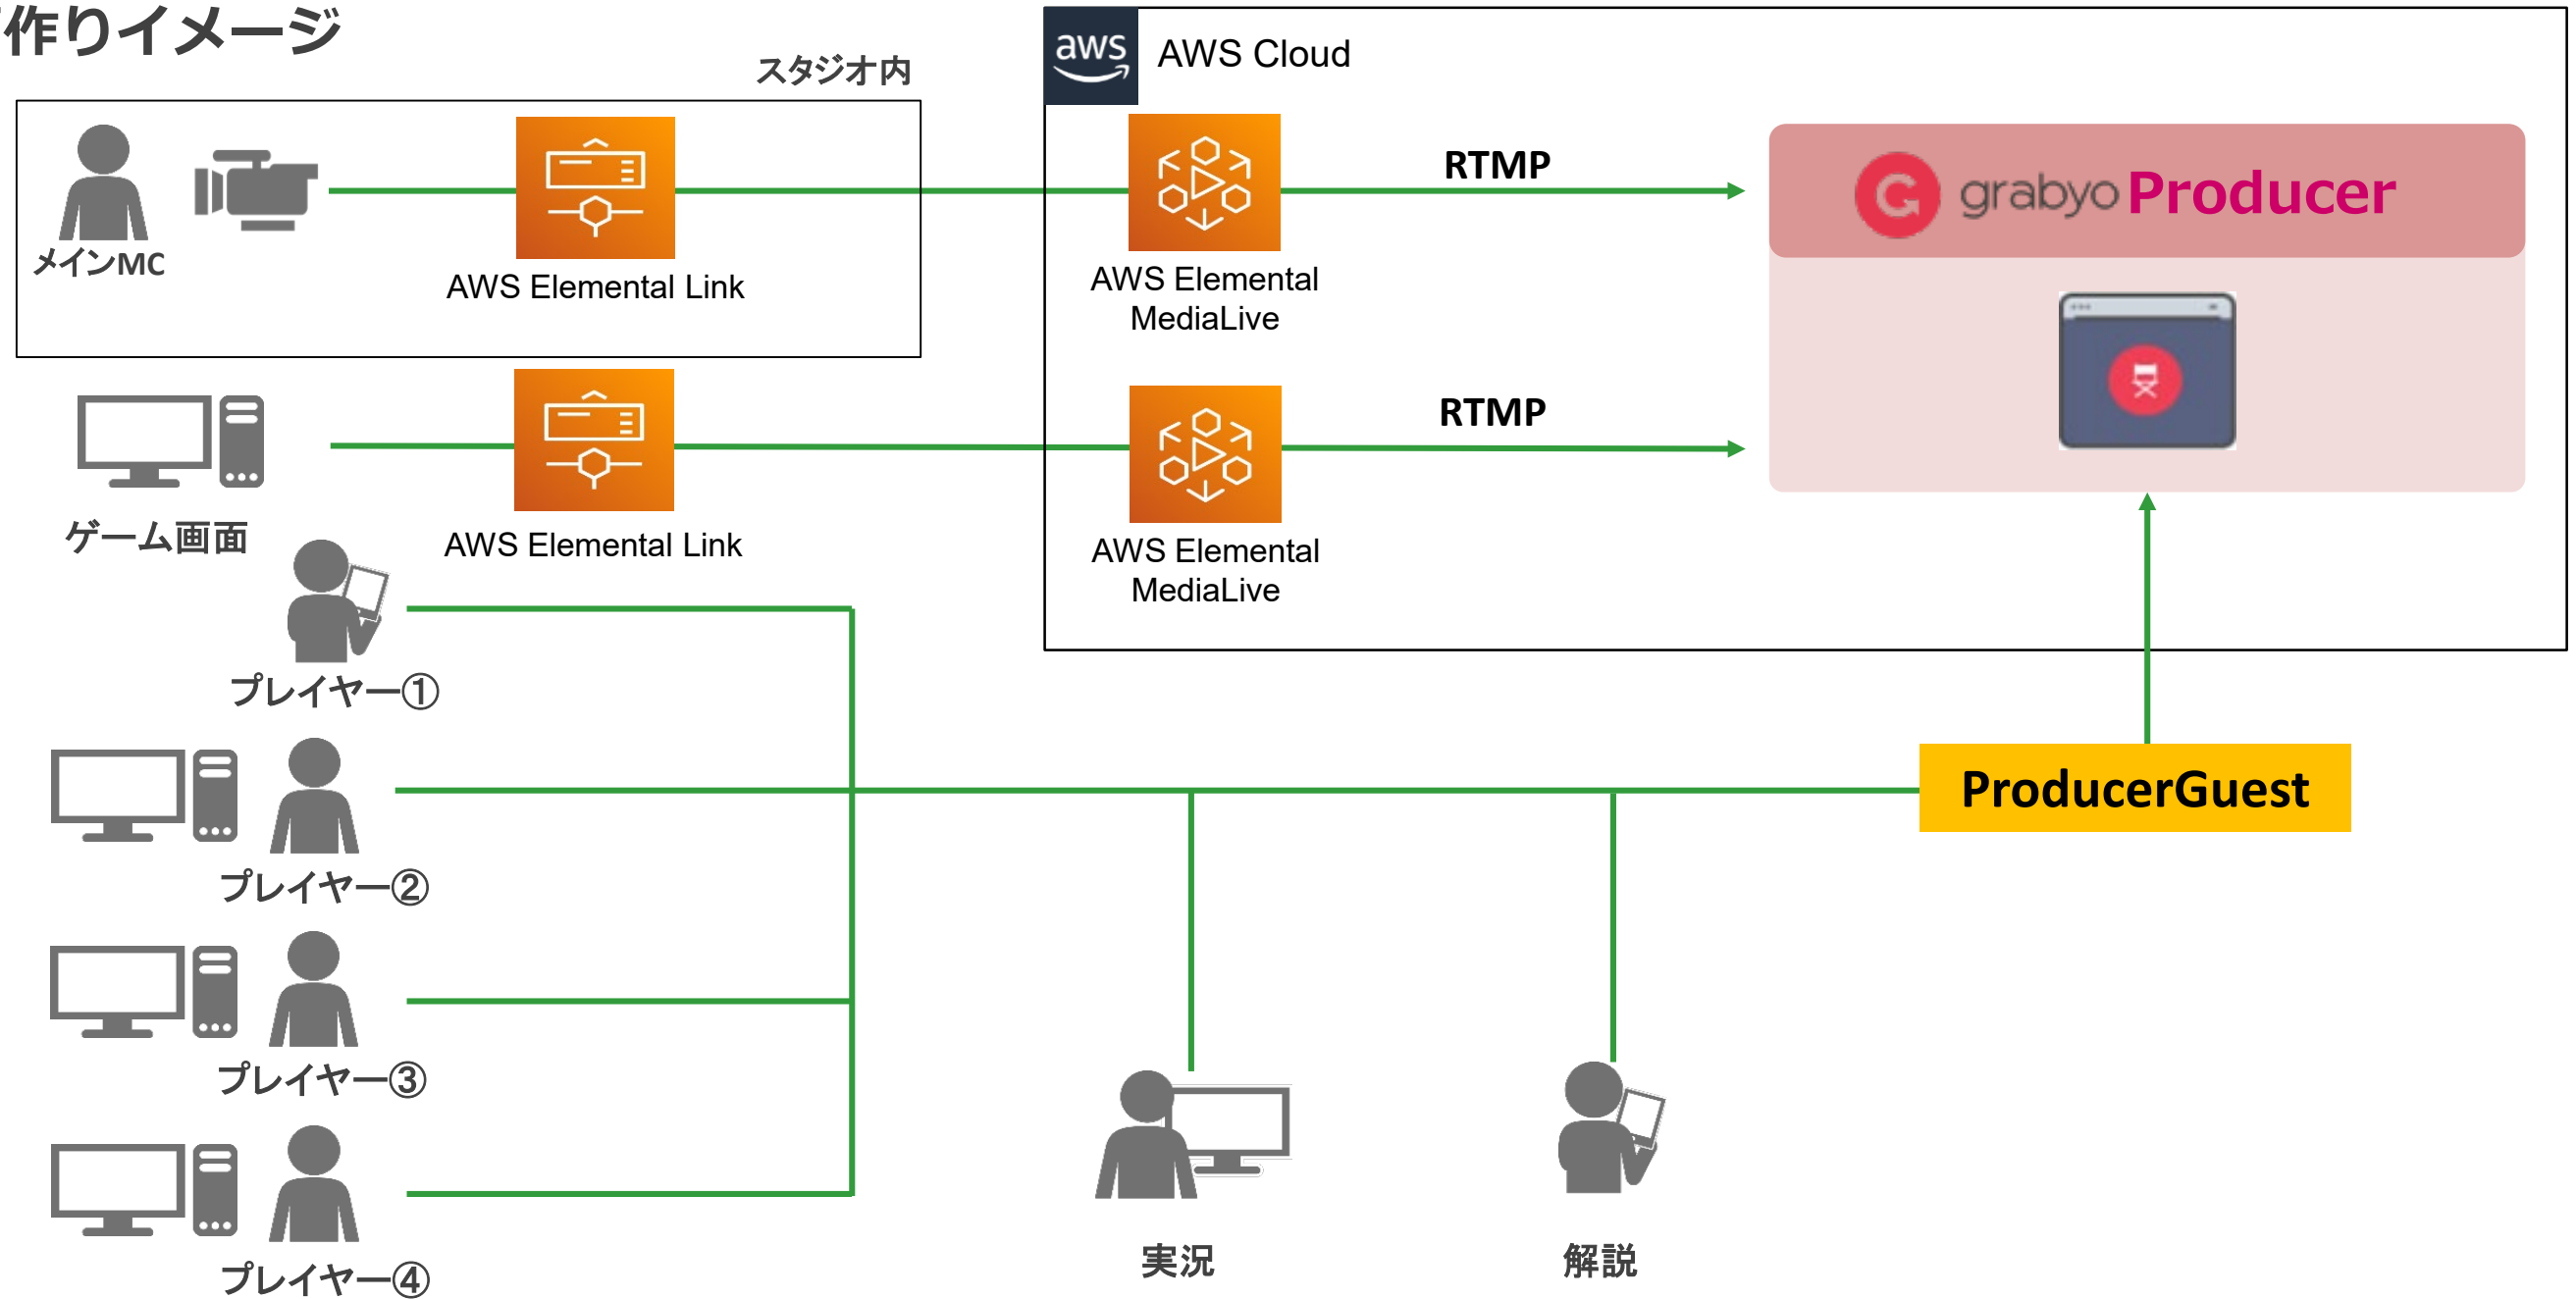 作りイメージ
スタジオ内
aws
AWS Cloud
メインMC
AWS Elemental Link
AWS Elemental
MediaLive
RTMP
grabyo Producer
ゲーム画面
AWS Elemental Link
AWS Elemental
MediaLive
RTMP
プレイヤー①
プレイヤー②
プレイヤー③
プレイヤー④
ProducerGuest
実況
解説